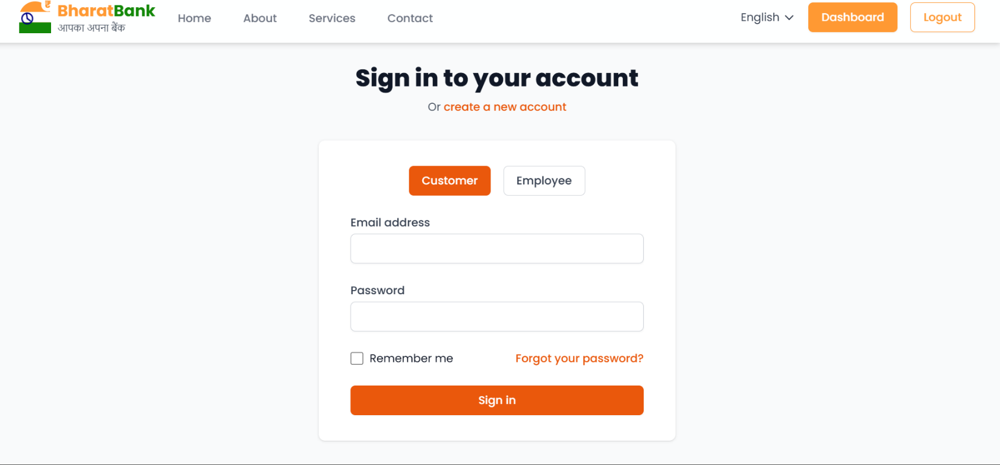 ₹
BharatBank
आपका अपना बैंक
Home About Services Contact
English Dashboard Logout
Sign in to your account
Or create a new account
Customer Employee
Email address
Password
Remember me Forgot your password?
Sign in